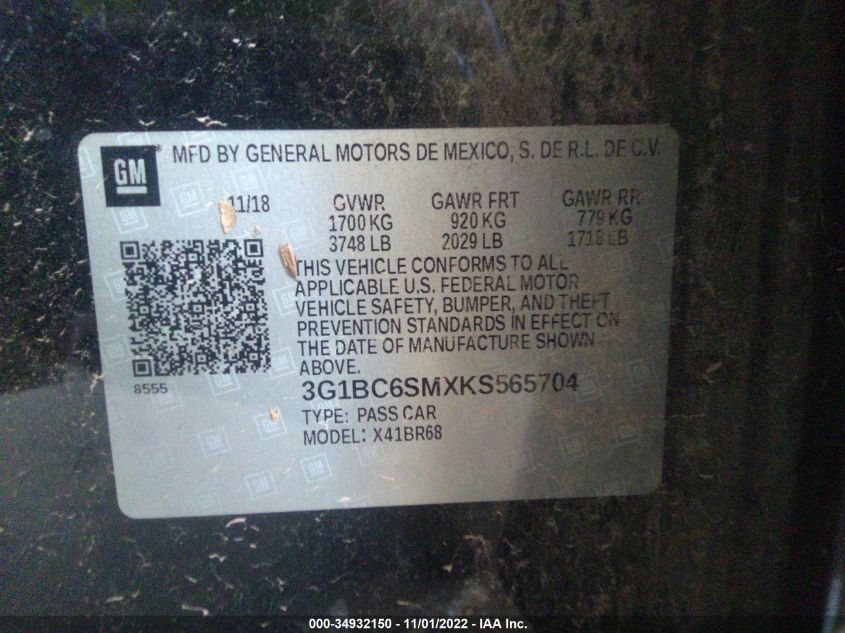 GM MFD BY GENERAL MOTORS DE MEXICO, S. DE R.L. DE C.V.
11/18 GVWR GAWR FRT GAWR RR
1700 KG 920 KG 779 KG
3748 LB 2029 LB 1718 LB
THIS VEHICLE CONFORMS TO ALL
APPLICABLE U.S. FEDERAL MOTOR
VEHICLE SAFETY, BUMPER, AND THEFT
PREVENTION STANDARDS IN EFFECT ON
THE DATE OF MANUFACTURE SHOWN
ABOVE.
8555
3G1BC6SMXKS565704
TYPE: PASS CAR
MODEL: X41BR68
000-34932150 - 11/01/2022 - IAA Inc.